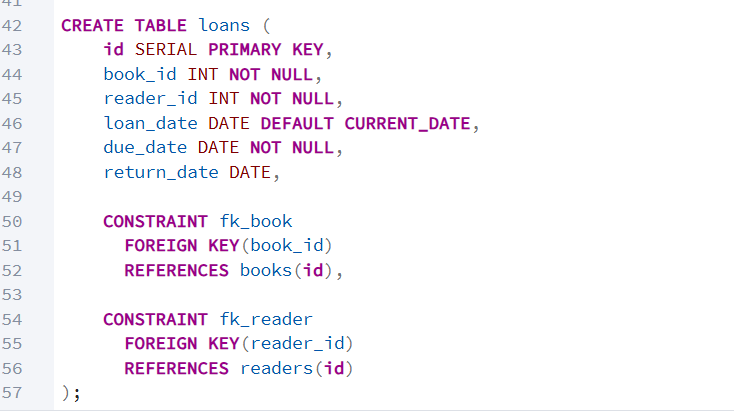 41
42 CREATE TABLE loans (
43 id SERIAL PRIMARY KEY,
44 book_id INT NOT NULL,
45 reader_id INT NOT NULL,
46 loan_date DATE DEFAULT CURRENT_DATE,
47 due_date DATE NOT NULL,
48 return_date DATE,
49
50 CONSTRAINT fk_book
51 FOREIGN KEY(book_id)
52 REFERENCES books(id),
53
54 CONSTRAINT fk_reader
55 FOREIGN KEY(reader_id)
56 REFERENCES readers(id)
57 );